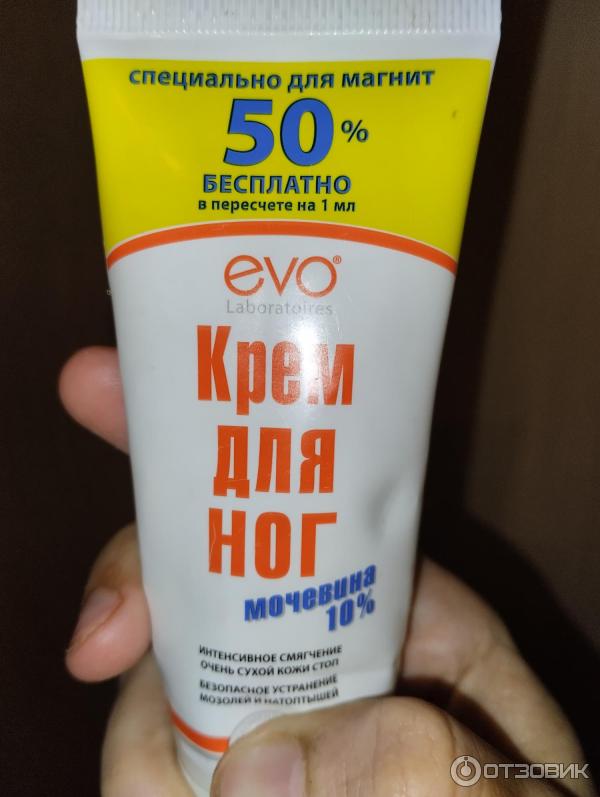 специально для магнит
50%
БЕСПЛАТНО
в пересчете на 1 мл
evo®
Laboratoires
Крем
для
ног
мочевина
10%
ИНТЕНСИВНОЕ СМЯГЧЕНИЕ
ОЧЕНЬ СУХОЙ КОЖИ СТОП
БЕЗОПАСНОЕ УСТРАНЕНИЕ
МОЗОЛЕЙ И НАТОПТЫШЕЙ
ОТЗОВИК